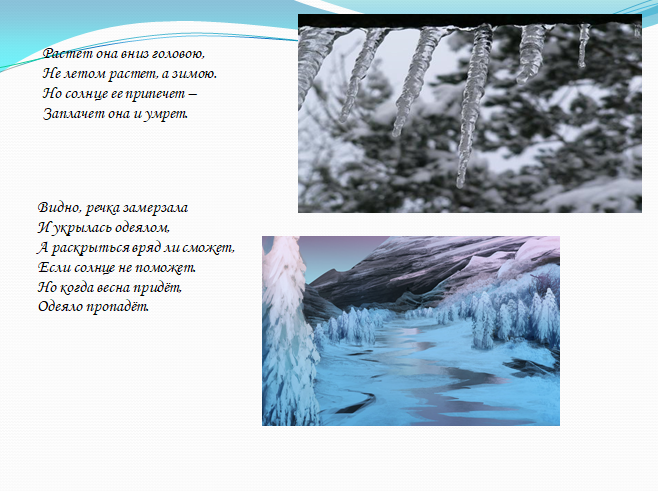 Растет она вниз головою,
Не летом растет, а зимою.
Но солнце ее припечет –
Заплачет она и умрет.
Видно, речка замерзала
И укрылась одеялом,
А раскрыться вряд ли сможет,
Если солнце не поможет.
Но когда весна придёт,
Одеяло пропадёт.